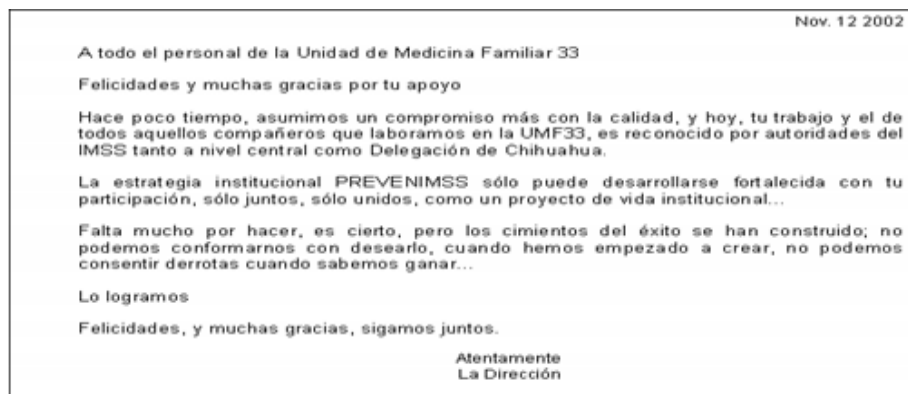 Nov. 12 2002
A todo el personal de la Unidad de Medicina Familiar 33
Felicidades y muchas gracias por tu apoyo
Hace poco tiempo, asumimos un compromiso más con la calidad, y hoy, tu trabajo y el de
todos aquellos compañeros que laboramos en la UMF33, es reconocido por autoridades del
IMSS tanto a nivel central como Delegación de Chihuahua.
La estrategia institucional PREVENIMSS sólo puede desarrollarse fortalecida con tu
participación, sólo juntos, sólo unidos, como un proyecto de vida institucional...
Falta mucho por hacer, es cierto, pero los cimientos del éxito se han construido; no
podemos conformarnos con desearlo, cuando hemos empezado a crear, no podemos
consentir derrotas cuando sabemos ganar...
Lo logramos
Felicidades, y muchas gracias, sigamos juntos.
Atentamente
La Dirección